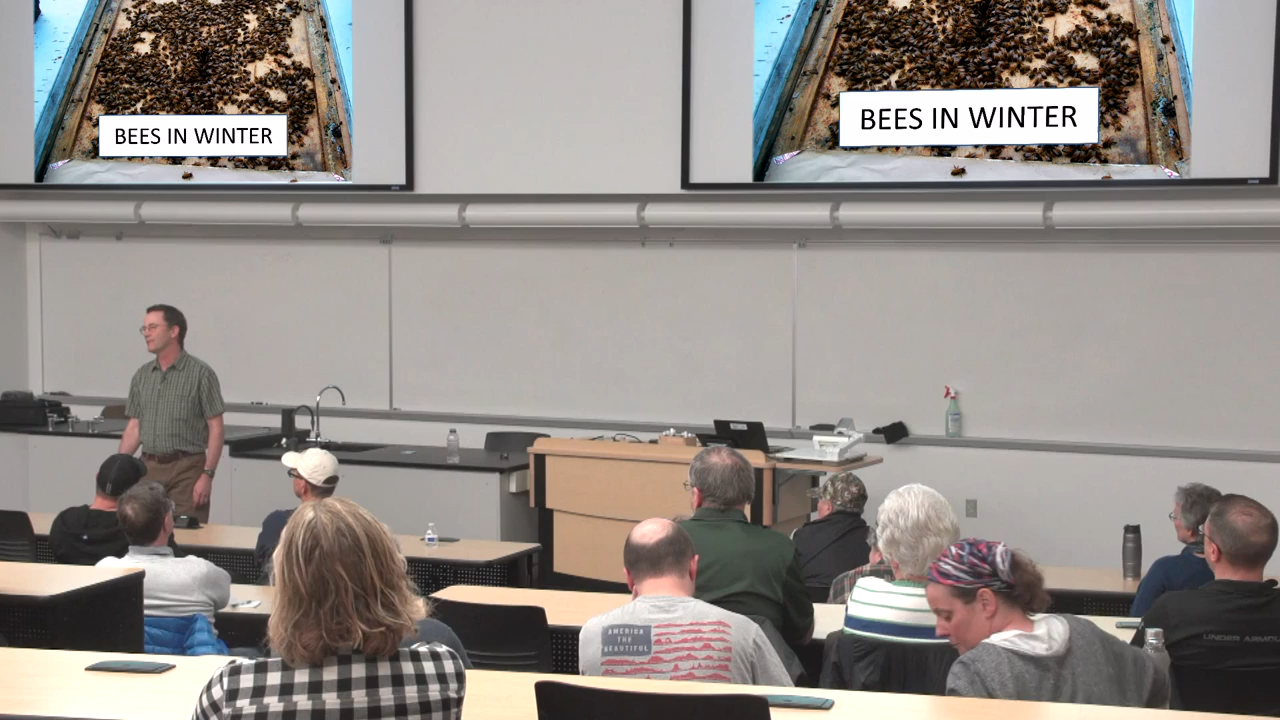 BEES IN WINTER
BEES IN WINTER
AMERICA
THE
BEAUTIFUL
UNDER ARMOUR